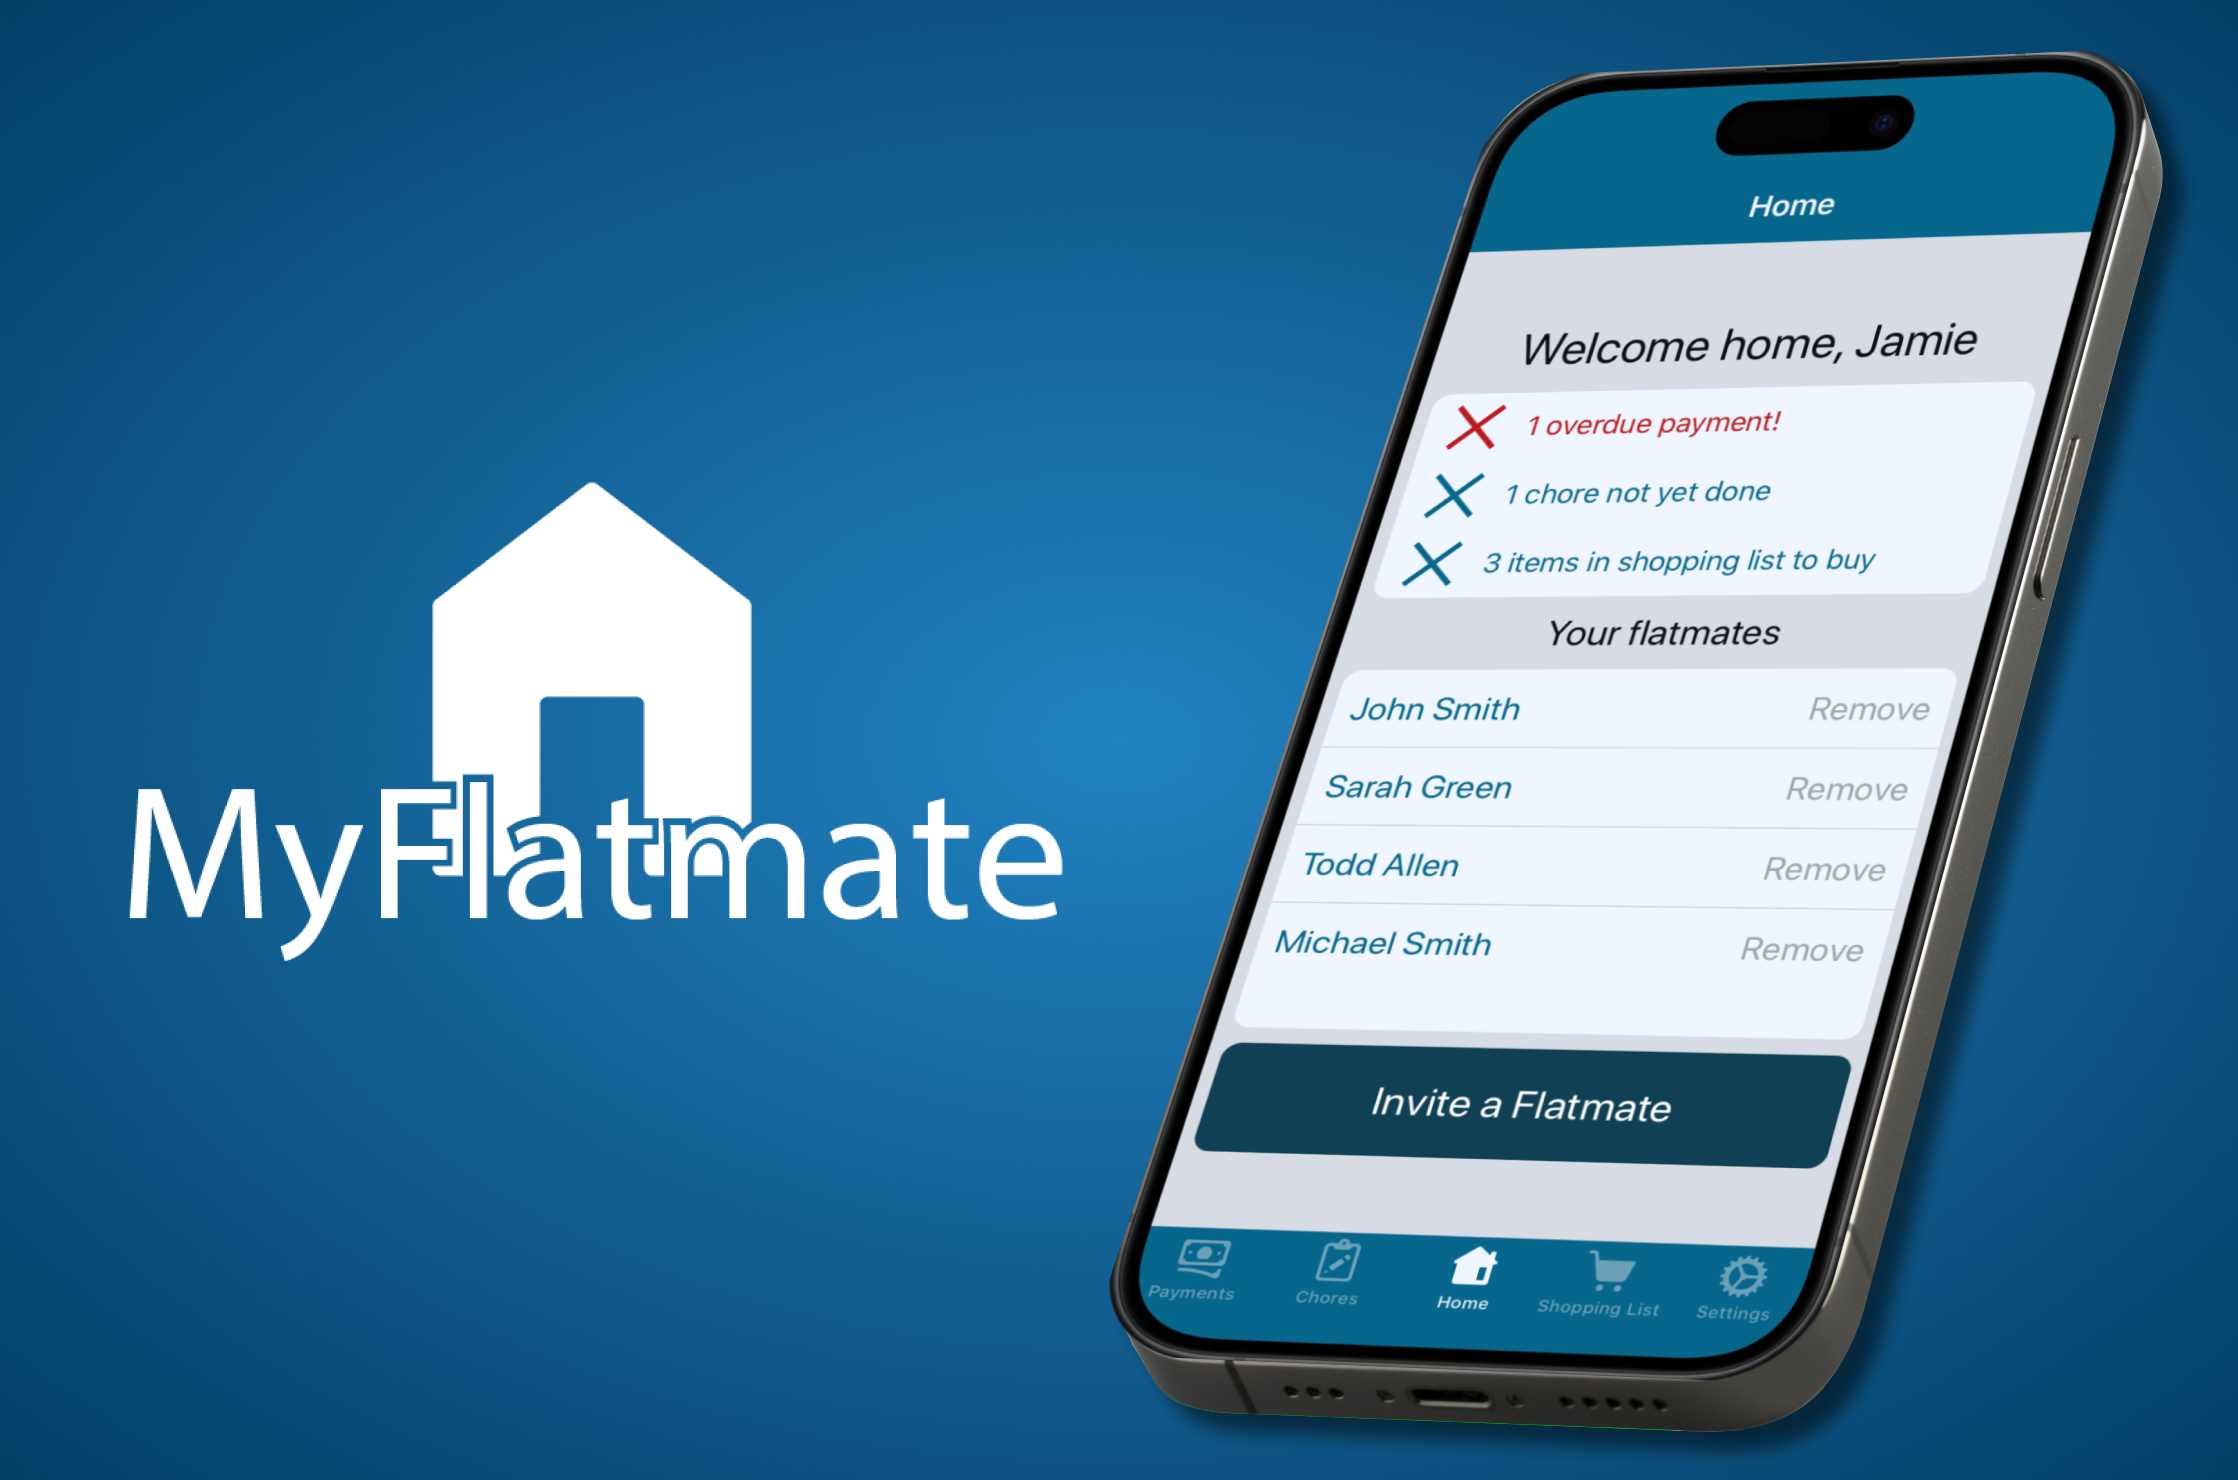 MyFlatmate
Home
Welcome home, Jamie
1 overdue payment!
1 chore not yet done
3 items in shopping list to buy
Your flatmates
John Smith Remove
Sarah Green Remove
Todd Allen Remove
Michael Smith Remove
Invite a Flatmate
Payments Chores Home Shopping List Settings